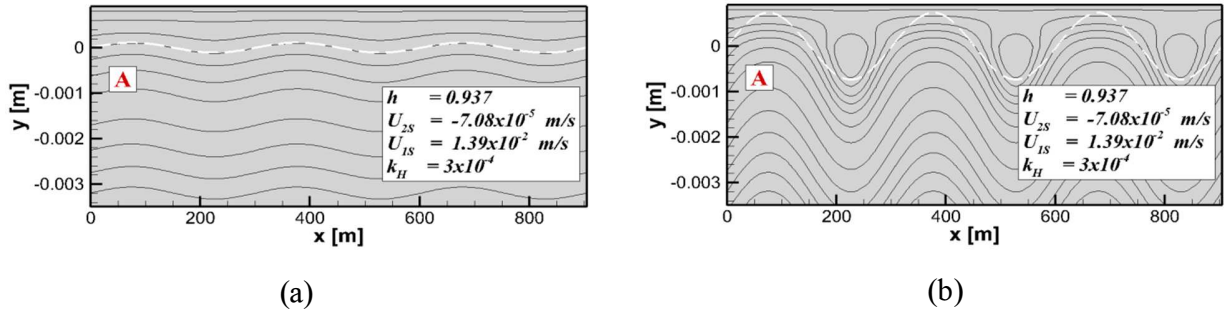 0
-0.001
-0.002
-0.003
y [m]
A
h = 0.937
U2S = -7.08x10^-5 m/s
U1S = 1.39x10^-2 m/s
kH = 3x10^-4
0 200 400 600 800
x [m]
(a)
0
-0.001
-0.002
-0.003
y [m]
A
h = 0.937
U2S = -7.08x10^-5 m/s
U1S = 1.39x10^-2 m/s
kH = 3x10^-4
0 200 400 600 800
x [m]
(b)